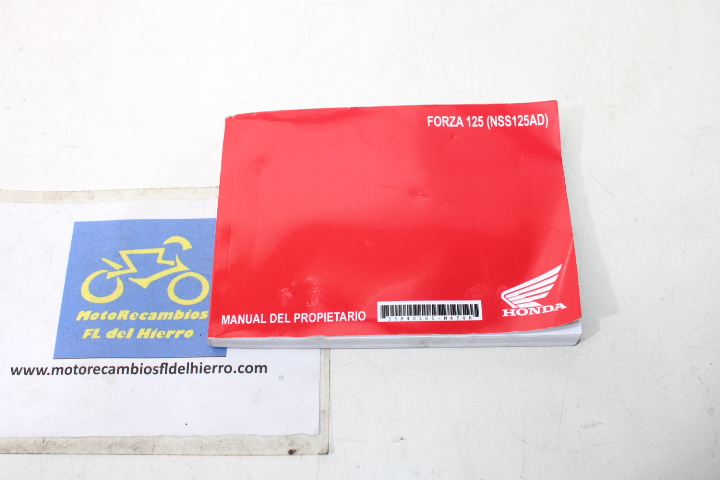 FORZA 125 (NSS125AD)
MANUAL DEL PROPIETARIO
HONDA
MotoRecambios
FL del Hierro
www.motorecambiosfldelhierro.com